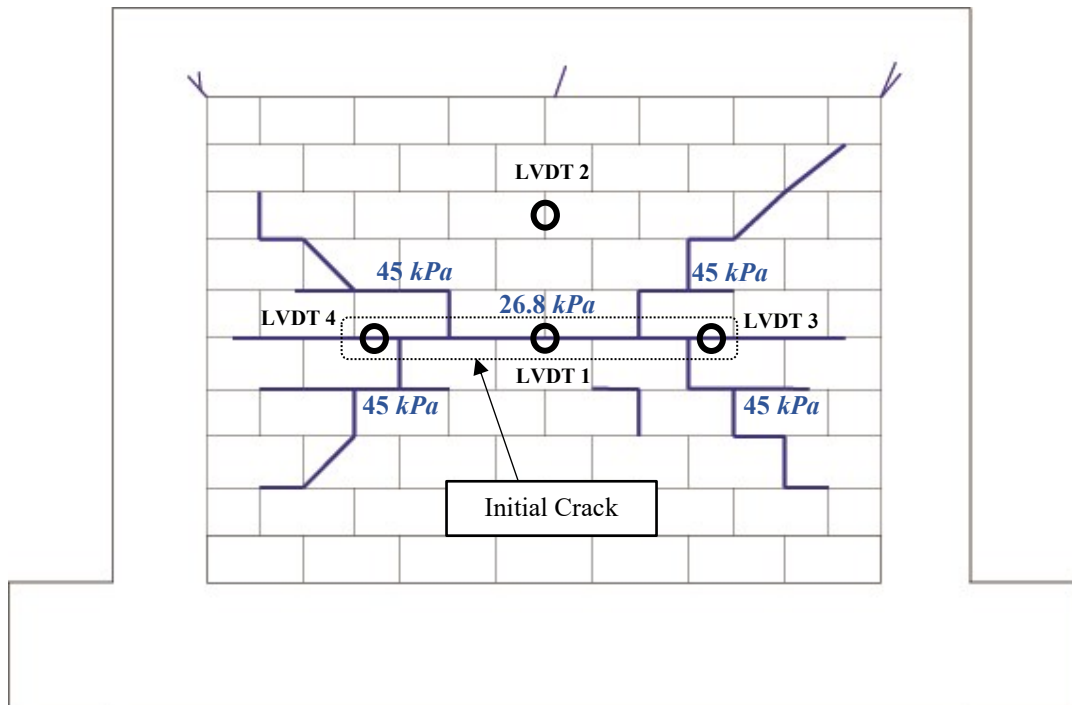 LVDT 2
45 kPa
45 kPa
26.8 kPa
LVDT 4
LVDT 3
LVDT 1
45 kPa
45 kPa
Initial Crack